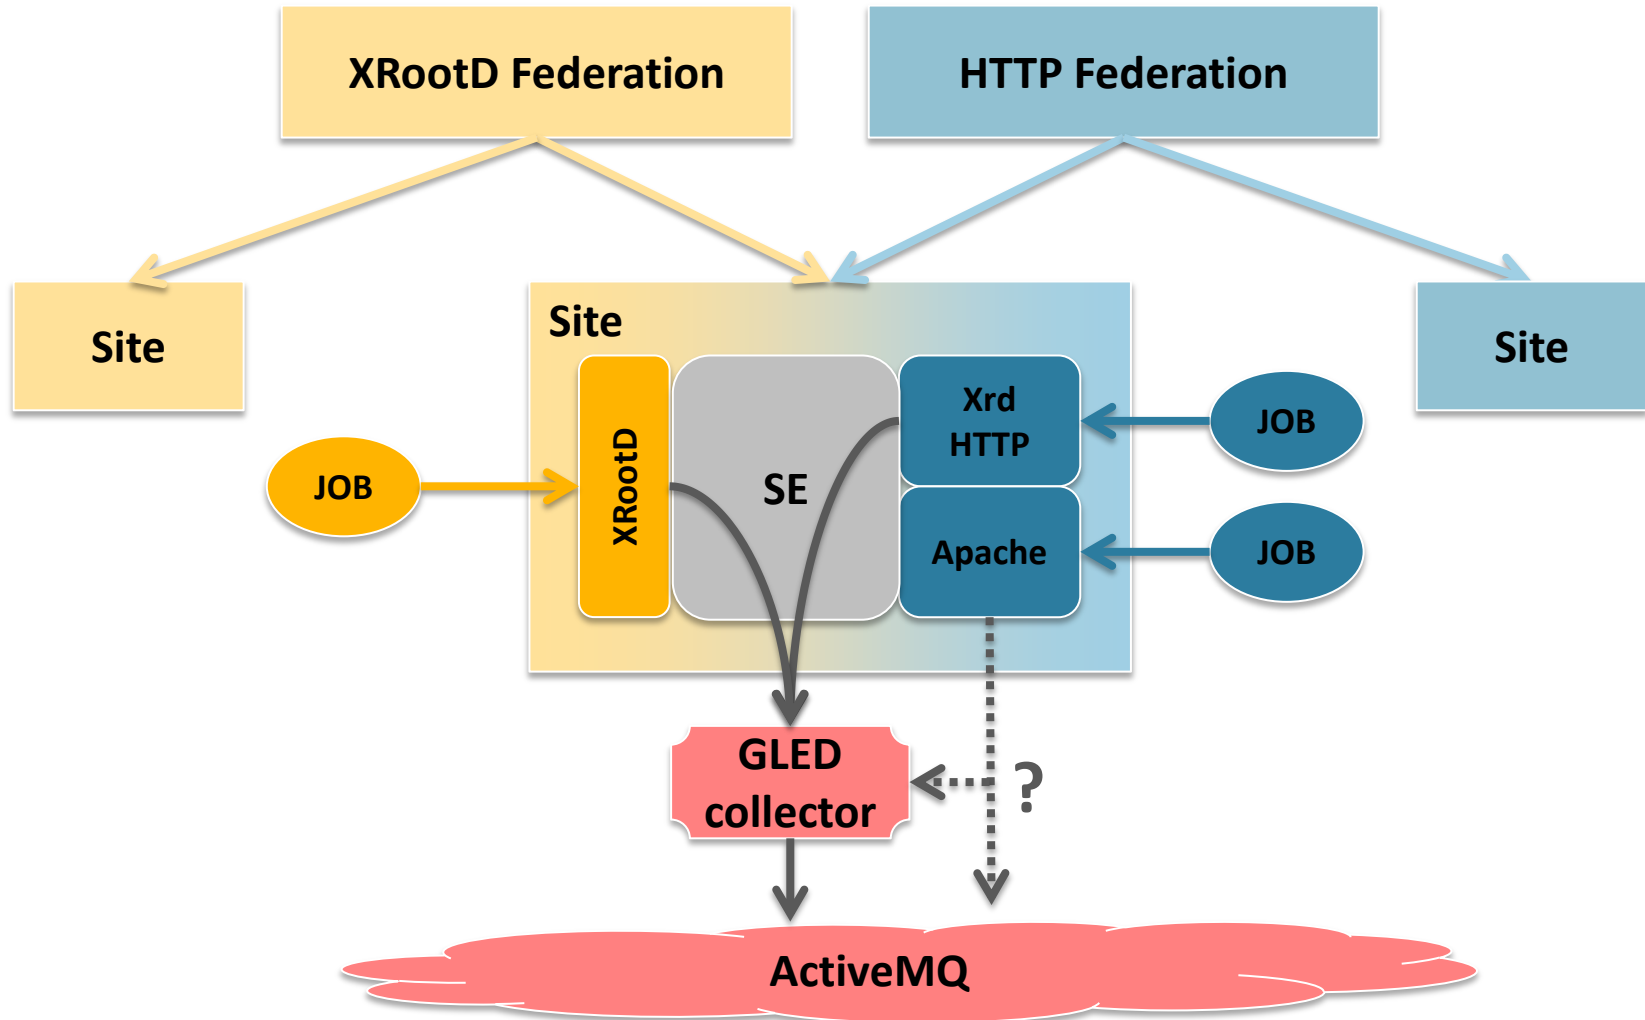 XRootD Federation
HTTP Federation
Site
Site
Site
XRootD
SE
Xrd
HTTP
Apache
JOB
JOB
JOB
GLED
collector
?
ActiveMQ